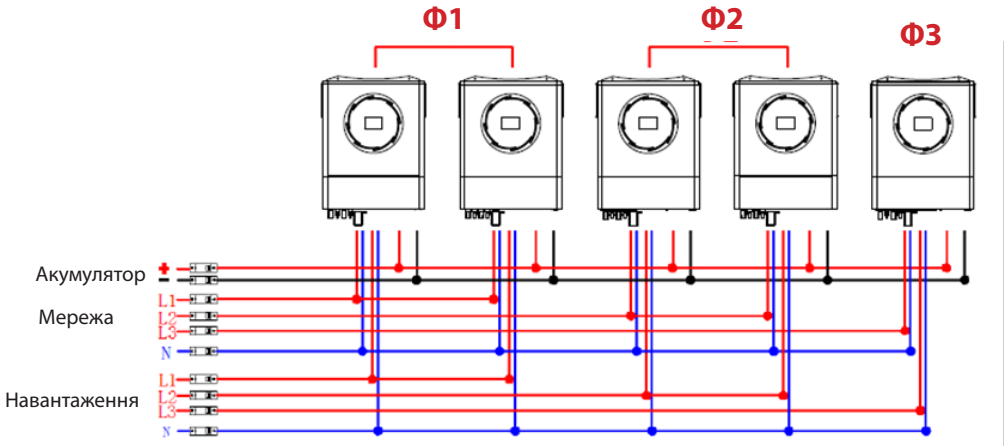 Ф1
Ф2
Ф3
Акумулятор
+
−
Мережа
L1
L2
L3
N
Навантаження
L1
L2
L3
N